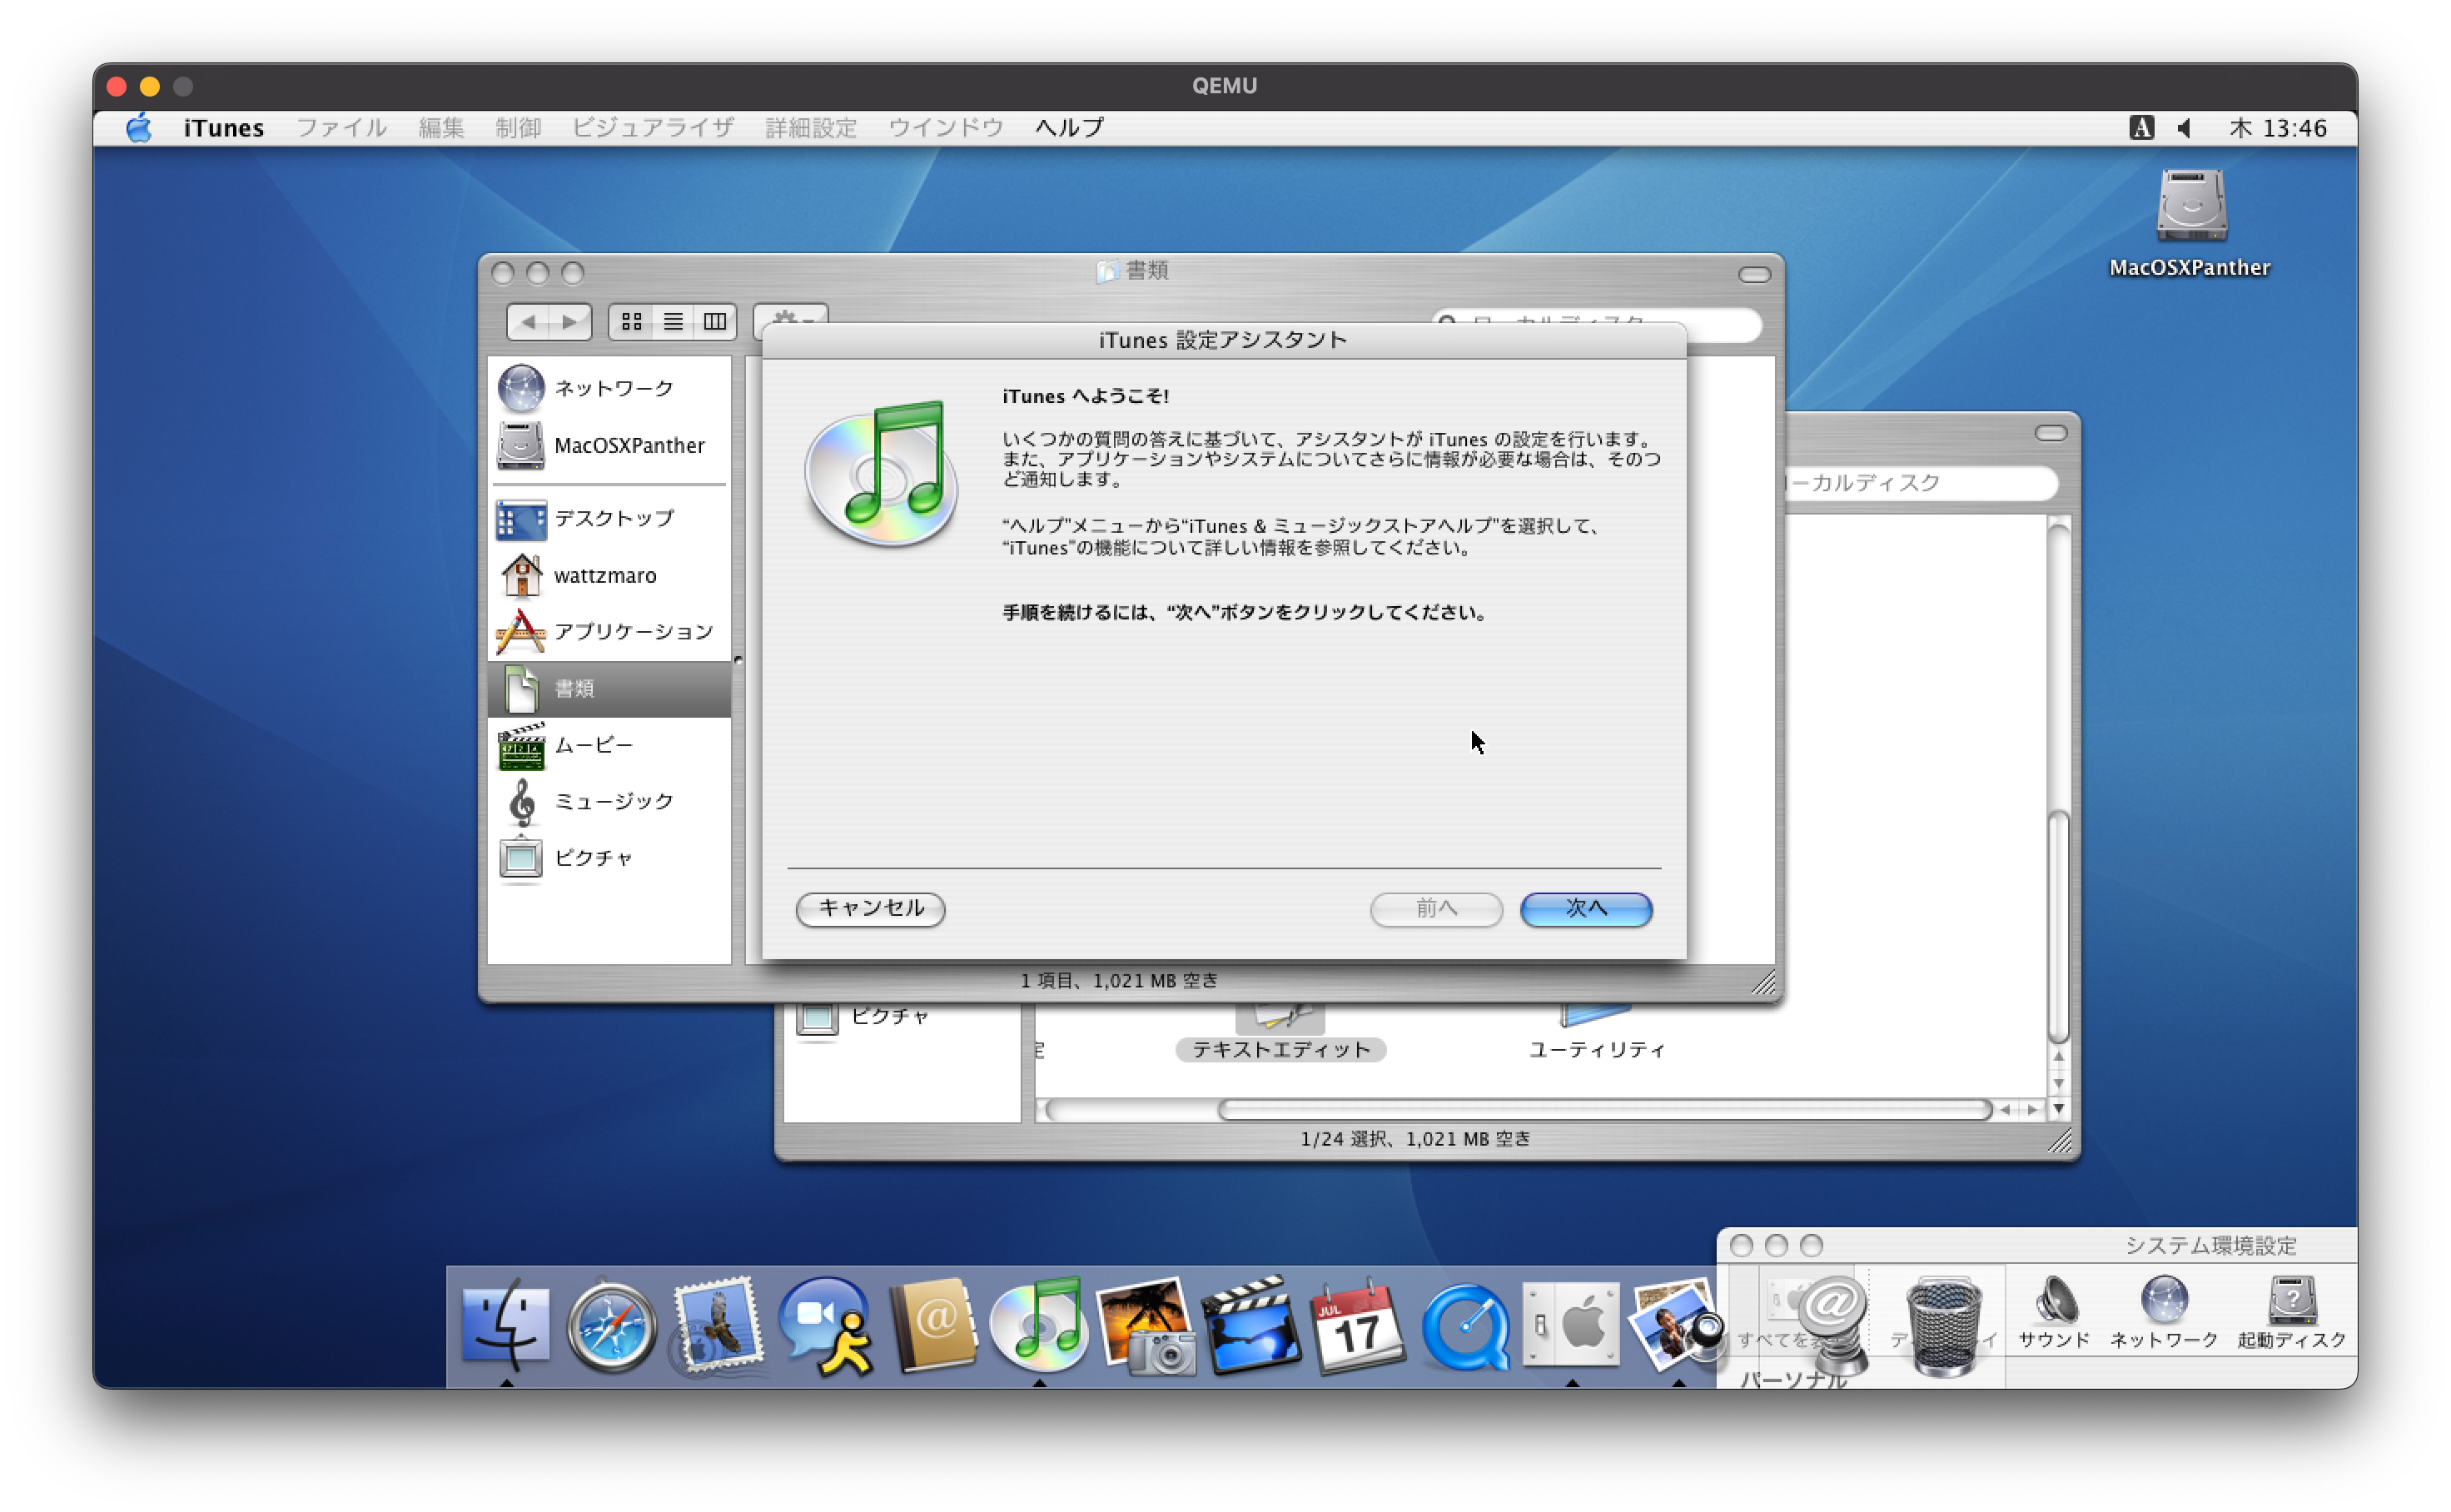 QEMU
iTunes ファイル 編集 制御 ビジュアライザ 詳細設定 ウインドウ ヘルプ
A 木 13:46
MacOSXPanther
書類
ローカルディスク
ネットワーク
MacOSXPanther
デスクトップ
wattzmaro
アプリケーション
書類
ムービー
ミュージック
ピクチャ
iTunes 設定アシスタント
iTunes へようこそ!
いくつかの質問の答えに基づいて、アシスタントが iTunes の設定を行います。
また、アプリケーションやシステムについてさらに情報が必要な場合は、そのつ
ど通知します。
“ヘルプ”メニューから“iTunes & ミュージックストアヘルプ”を選択して、
“iTunes”の機能について詳しい情報を参照してください。
手順を続けるには、“次へ”ボタンをクリックしてください。
キャンセル 前へ 次へ
1 項目、1,021 MB 空き
ーカルディスク
ピクチャ
定 テキストエディット ユーティリティ
1/24 選択、1,021 MB 空き
システム環境設定
すべてを表
サウンド ネットワーク 起動ディスク
パーソナル
JUL
17